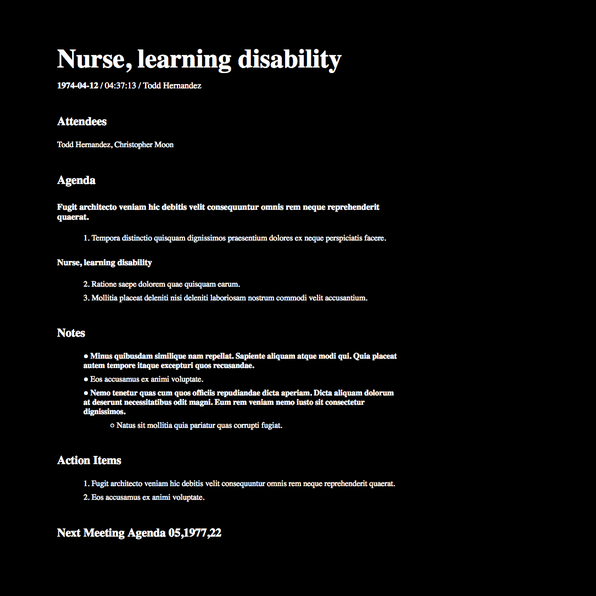 Nurse, learning disability
1974-04-12 / 04:37:13 / Todd Hernandez
Attendees
Todd Hernandez, Christopher Moon
Agenda
Fugit architecto veniam hic debitis velit consequuntur omnis rem neque reprehenderit
quaerat.
1. Tempora distinctio quisquam dignissimos praesentium dolores ex neque perspiciatis facere.
Nurse, learning disability
2. Ratione saepe dolorem quae quisquam earum.
3. Mollitia placeat deleniti nisi deleniti laboriosam nostrum commodi velit accusantium.
Notes
● Minus quibusdam similique nam repellat. Sapiente aliquam atque modi qui. Quia placeat
autem tempore itaque excepturi quos recusandae.
● Eos accusamus ex animi voluptate.
● Nemo tenetur quas cum quos officiis repudiandae dicta aperiam. Dicta aliquam dolorum
at deserunt necessitatibus odit magni. Eum rem veniam nemo iusto sit consectetur
dignissimos.
○ Natus sit mollitia quia pariatur quas corrupti fugiat.
Action Items
1. Fugit architecto veniam hic debitis velit consequuntur omnis rem neque reprehenderit quaerat.
2. Eos accusamus ex animi voluptate.
Next Meeting Agenda 05,1977,22